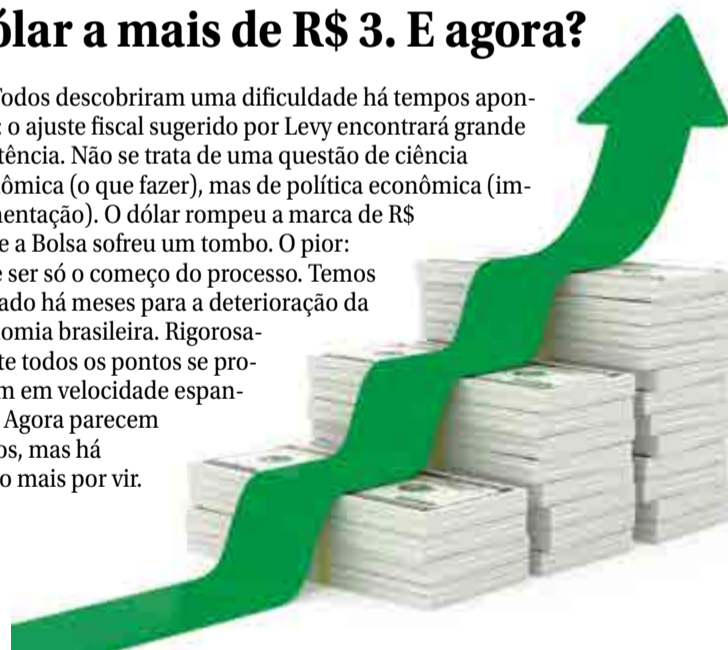 ólar a mais de R$ 3. E agora?
Todos descobriram uma dificuldade há tempos apon-
: o ajuste fiscal sugerido por Levy encontrará grande
tência. Não se trata de uma questão de ciência
ômica (o que fazer), mas de política econômica (im-
nentação). O dólar rompeu a marca de R$
e a Bolsa sofreu um tombo. O pior:
e ser só o começo do processo. Temos
ado há meses para a deterioração da
omia brasileira. Rigorosa-
te todos os pontos se pro-
m em velocidade espan-
Agora parecem
os, mas há
o mais por vir.